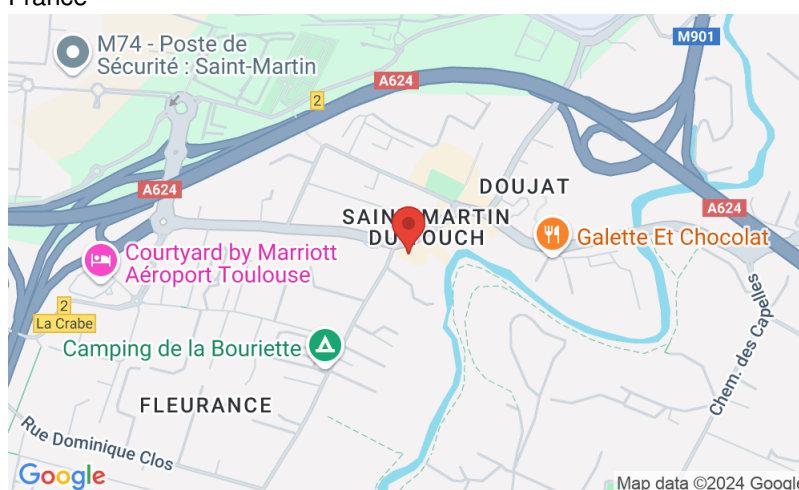 France
M74 - Poste de
Sécurité : Saint-Martin
M901
A624
2
DOUJAT
A624
SAIN MARTIN
DU OUCH
A624
Galette Et Chocolat
Courtyard by Marriott
Aéroport Toulouse
2
La Crabe
Camping de la Bouriette
Chem. des Capelles
FLEURANCE
Rue Dominique Clos
Google
Map data ©2024 Google